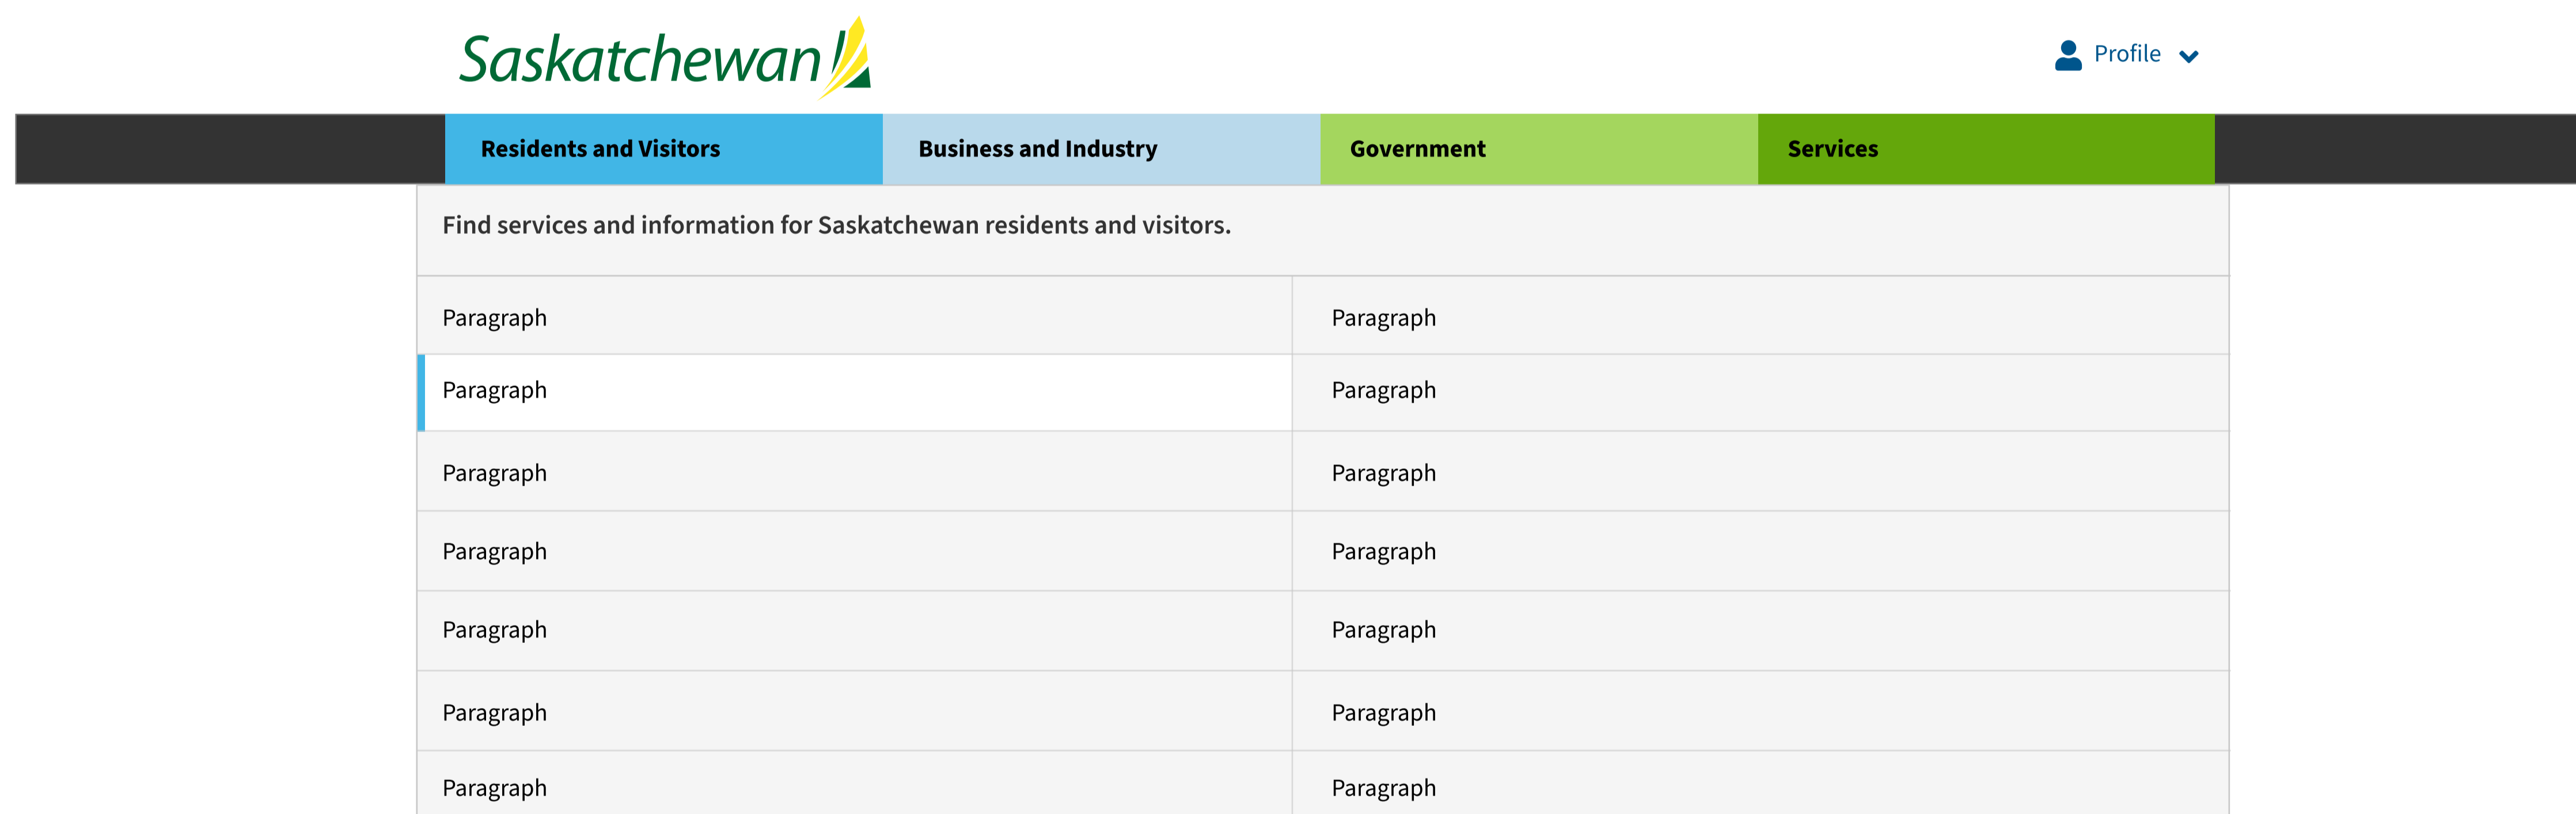 Saskatchewan
Profile
Residents and Visitors
Business and Industry
Government
Services
Find services and information for Saskatchewan residents and visitors.
Paragraph
Paragraph
Paragraph
Paragraph
Paragraph
Paragraph
Paragraph
Paragraph
Paragraph
Paragraph
Paragraph
Paragraph
Paragraph
Paragraph